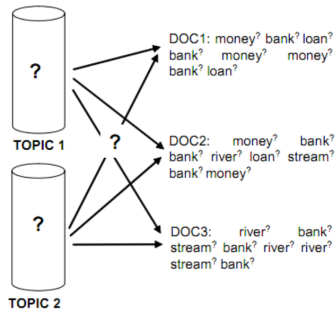 ?
TOPIC 1
?
TOPIC 2
?
DOC1: money? bank? loan?
bank? money? money?
bank? loan?
DOC2: money? bank?
bank? river? loan? stream?
bank? money?
DOC3: river? bank?
stream? bank? river? river?
stream? bank?